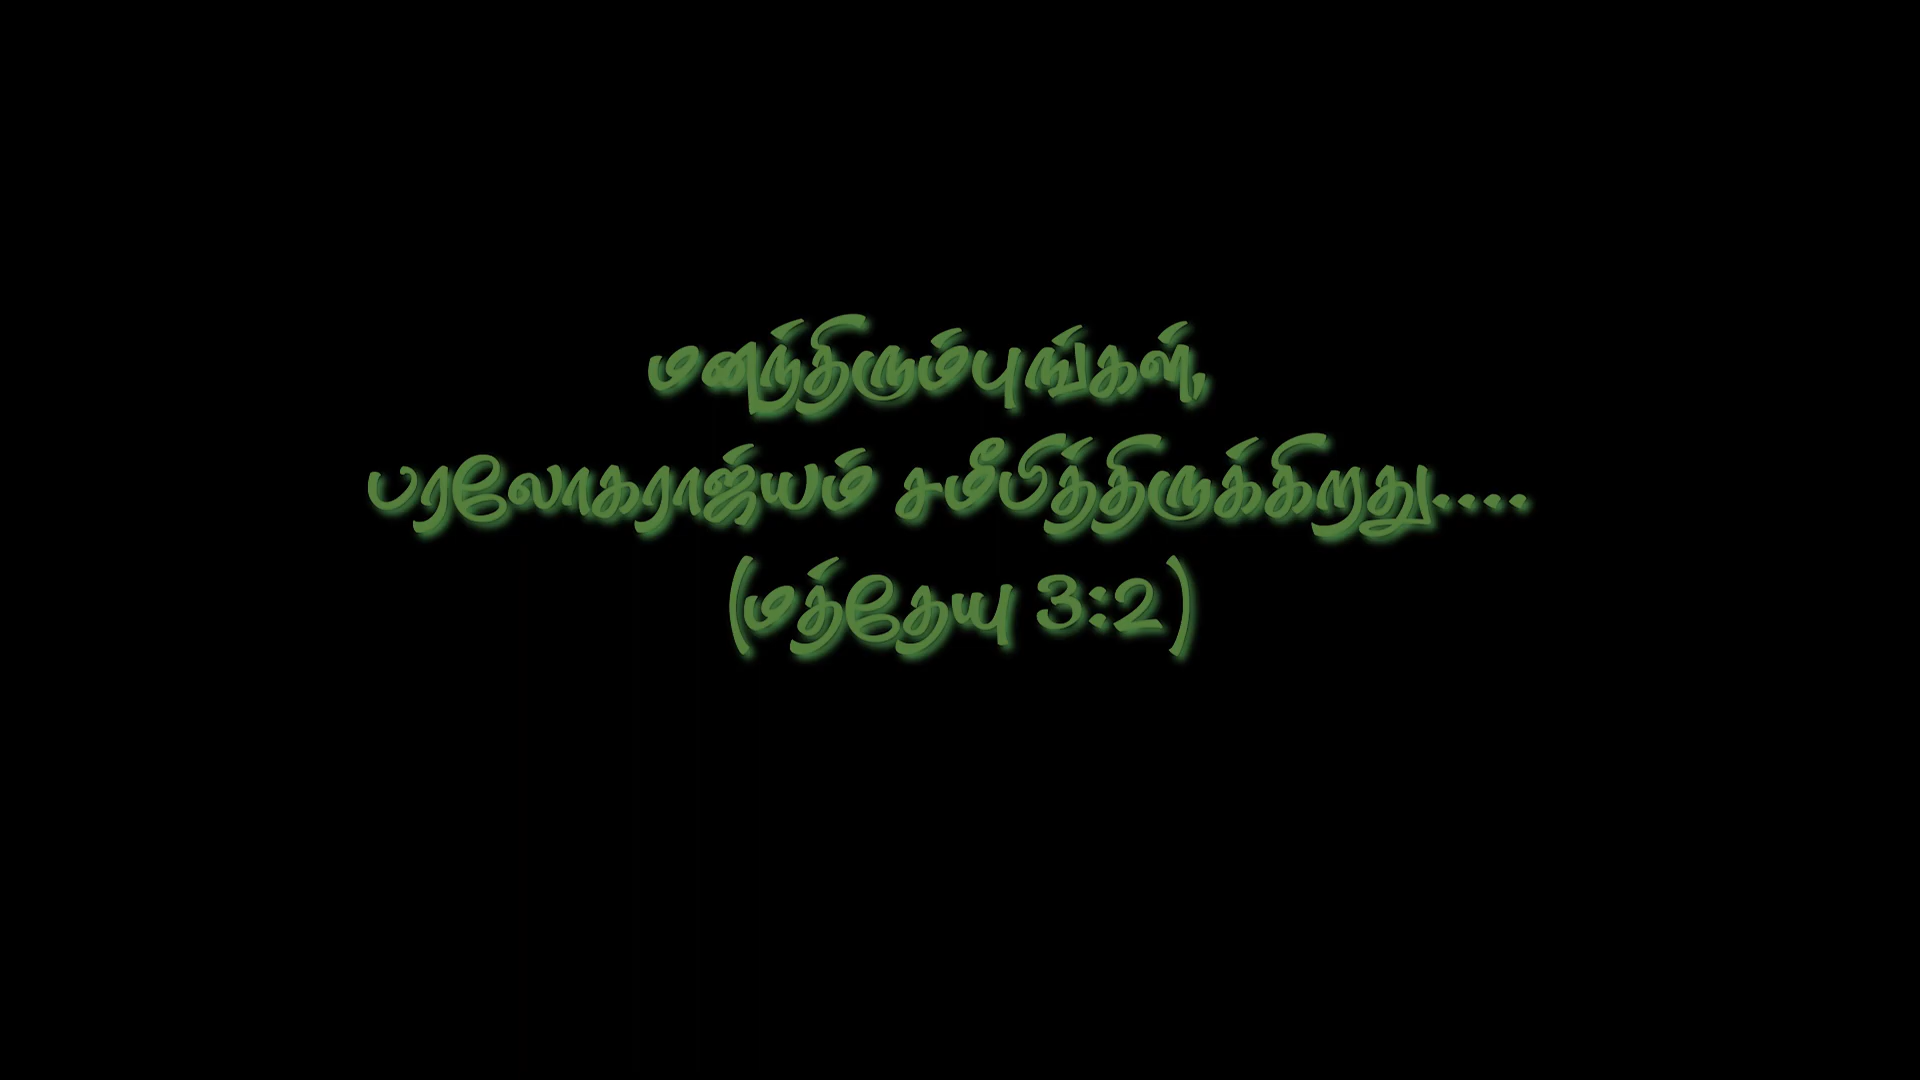 மனந்திரும்புங்கள்,
பரலோகராஜ்யம் சமீபித்திருக்கிறது....
(மத்தேயு 3:2)